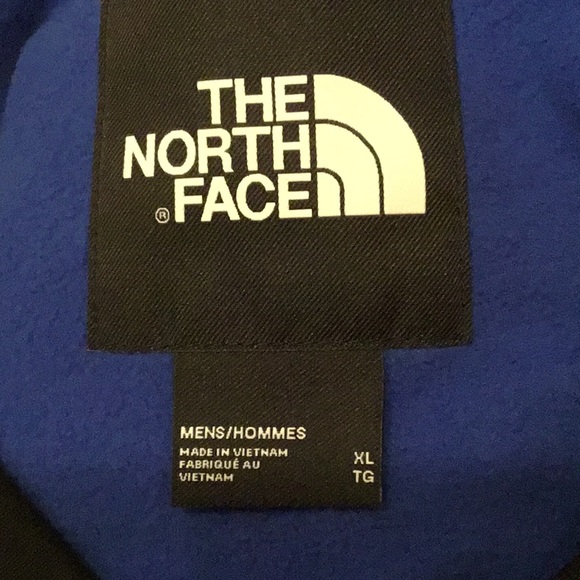 THE
NORTH
® FACE
MENS/HOMMES
MADE IN VIETNAM
FABRIQUÉ AU
VIETNAM
XL
TG